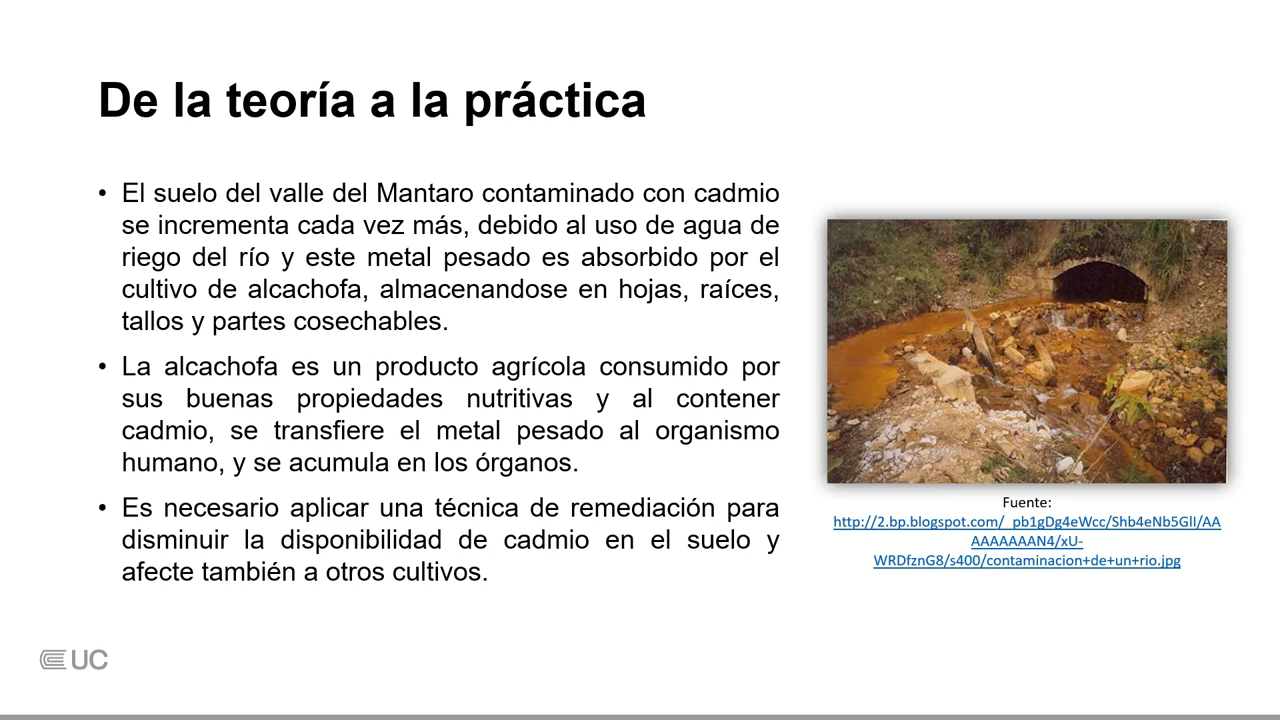 De la teoría a la práctica
• El suelo del valle del Mantaro contaminado con cadmio
se incrementa cada vez más, debido al uso de agua de
riego del río y este metal pesado es absorbido por el
cultivo de alcachofa, almacenandose en hojas, raíces,
tallos y partes cosechables.
• La alcachofa es un producto agrícola consumido por
sus buenas propiedades nutritivas y al contener
cadmio, se transfiere el metal pesado al organismo
humano, y se acumula en los órganos.
• Es necesario aplicar una técnica de remediación para
disminuir la disponibilidad de cadmio en el suelo y
afecte también a otros cultivos.
Fuente:
http://2.bp.blogspot.com/_pb1gDg4eWcc/Shb4eNb5GlI/AA
AAAAAAAN4/xU-
WRDfznG8/s400/contaminacion+de+un+rio.jpg
UC